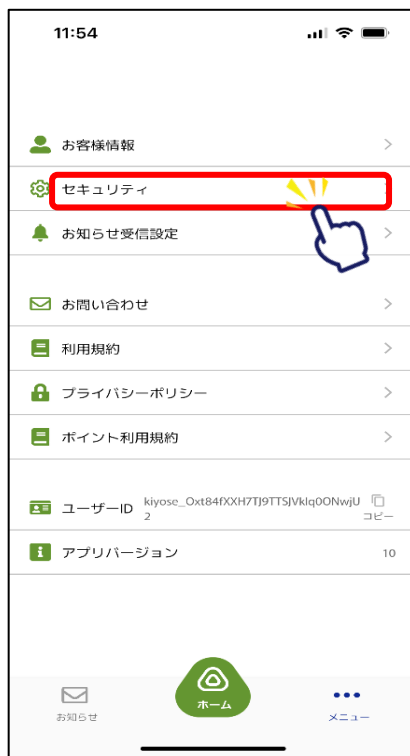 11:54
お客様情報
セキュリティ
お知らせ受信設定
お問い合わせ
利用規約
プライバシーポリシー
ポイント利用規約
ユーザーID kiyose_Oxt84fXXH7TJ9TTSJVklq0ONwjU
2
コピー
アプリバージョン 10
お知らせ
ホーム
メニュー